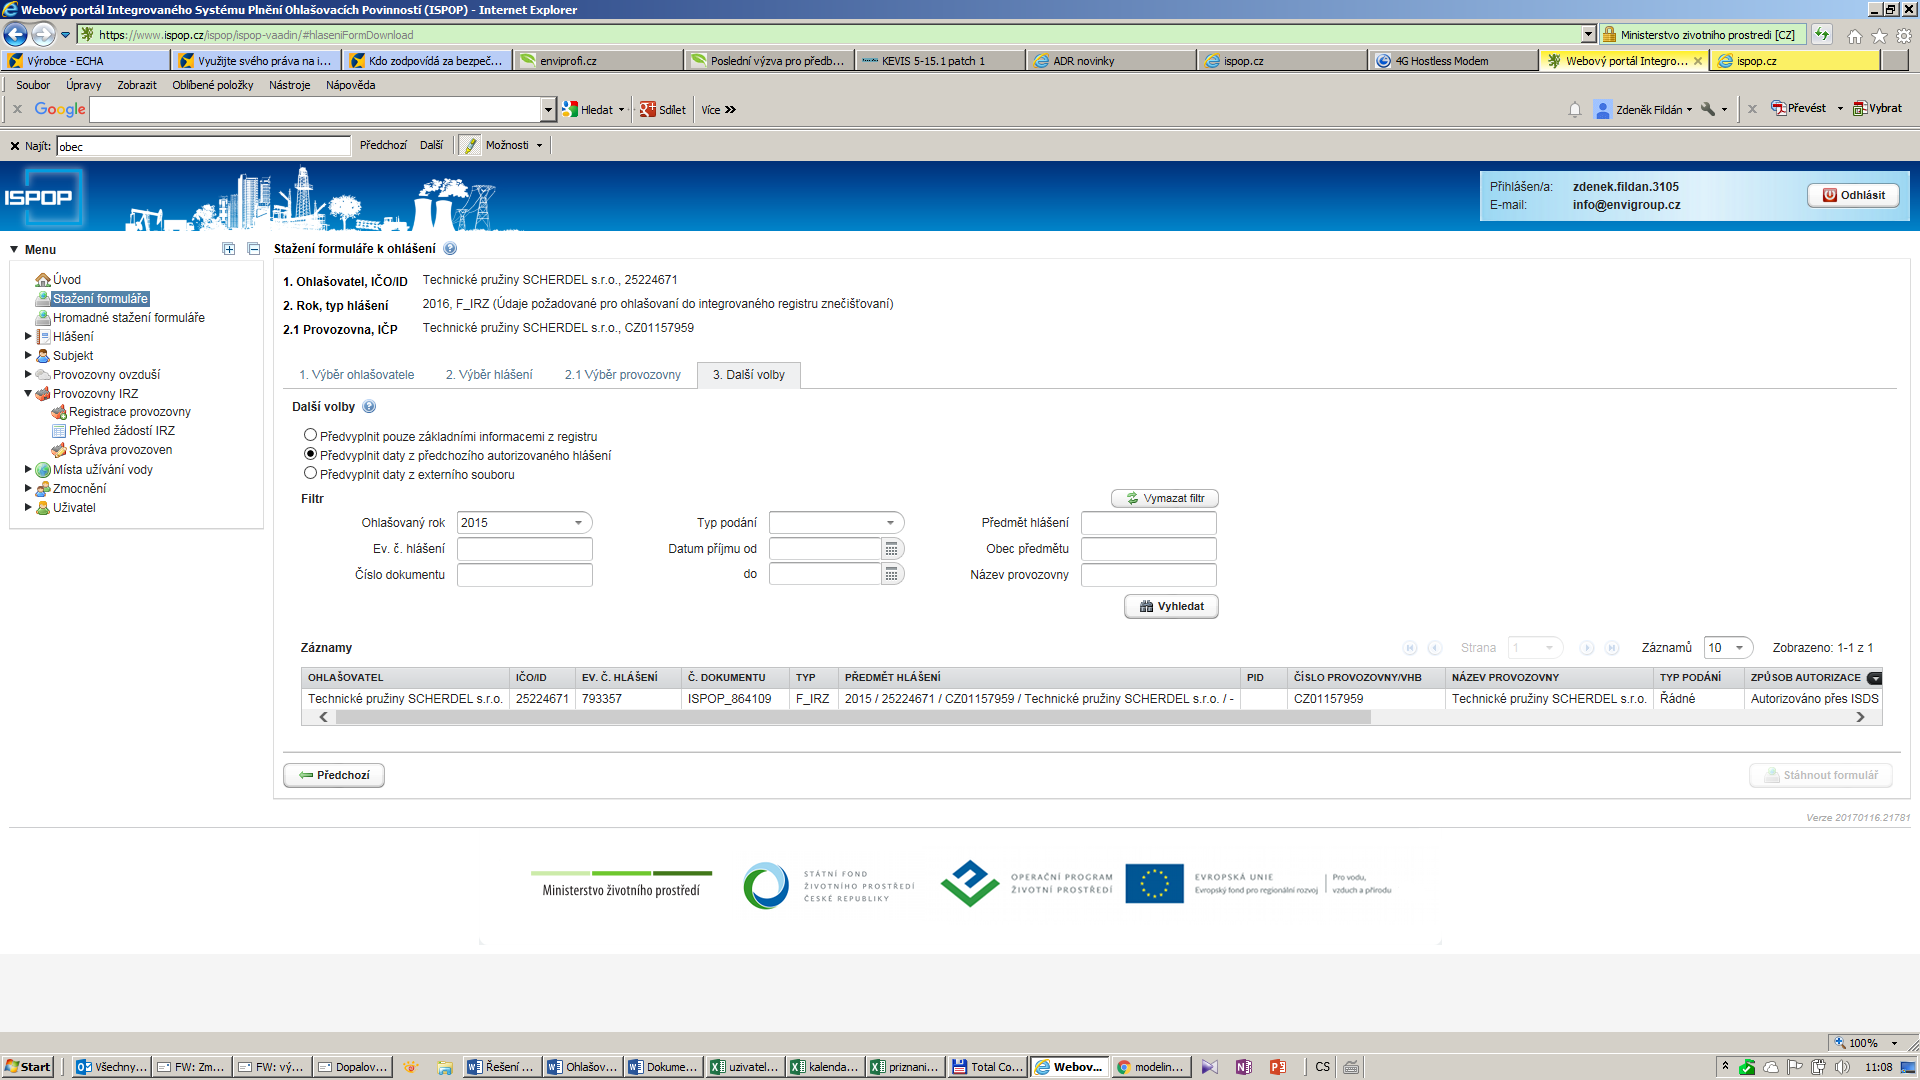 Webový portál Integrovaného Systému Plnění Ohlašovacích Povinností (ISPOP) - Internet Explorer
https://www.ispop.cz/ispop/ispop-vaadin/#hlaseniFormDownload
Ministerstvo zivotniho prostredi [CZ]
Výrobce - ECHA
Využijte svého práva na i...
Kdo zodpovídá za bezpeč...
enviprofi.cz
Poslední výzva pro předb...
KEVIS 5-15.1 patch 1
ADR novinky
ispop.cz
4G Hostless Modem
Webový portál Integro...
ispop.cz
Soubor Úpravy Zobrazit Oblíbené položky Nástroje Nápověda
Google Hledat Sdílet Více
Zdeněk Fildán Převést Vybrat
Najít: obec Předchozí Další Možnosti
ISPOP
Přihlášen/a: zdenek.fildan.3105
E-mail: info@envigroup.cz
Odhlásit
Menu
Úvod
Stažení formuláře
Hromadné stažení formuláře
Hlášení
Subjekt
Provozovny ovzduší
Provozovny IRZ
Registrace provozovny
Přehled žádostí IRZ
Správa provozoven
Místa užívání vody
Zmocnění
Uživatel
Stažení formuláře k ohlášení
1. Ohlašovatel, IČO/ID Technické pružiny SCHERDEL s.r.o., 25224671
2. Rok, typ hlášení 2016, F_IRZ (Údaje požadované pro ohlašovaní do integrovaného registru znečišťovaní)
2.1 Provozovna, IČP Technické pružiny SCHERDEL s.r.o., CZ01157959
1. Výběr ohlašovatele 2. Výběr hlášení 2.1 Výběr provozovny 3. Další volby
Další volby
Předvyplnit pouze základními informacemi z registru
Předvyplnit daty z předchozího autorizovaného hlášení
Předvyplnit daty z externího souboru
Filtr Vymazat filtr
Ohlašovaný rok 2015 Typ podání Předmět hlášení
Ev. č. hlášení Datum příjmu od Obec předmětu
Číslo dokumentu do Název provozovny
Vyhledat
Záznamy Strana 1 Záznamů 10 Zobrazeno: 1-1 z 1
OHLAŠOVATEL IČO/ID EV. Č. HLÁŠENÍ Č. DOKUMENTU TYP PŘEDMĚT HLÁŠENÍ PID ČÍSLO PROVOZOVNY/VHB NÁZEV PROVOZOVNY TYP PODÁNÍ ZPŮSOB AUTORIZACE
Technické pružiny SCHERDEL s.r.o. 25224671 793357 ISPOP_864109 F_IRZ 2015 / 25224671 / CZ01157959 / Technické pružiny SCHERDEL s.r.o. / - CZ01157959 Technické pružiny SCHERDEL s.r.o. Řádné Autorizováno přes ISDS
Předchozí Stáhnout formulář
Verze 20170116.21781
Ministerstvo životního prostředí
STÁTNÍ FOND
ŽIVOTNÍHO PROSTŘEDÍ
ČESKÉ REPUBLIKY
OPERAČNÍ PROGRAM
ŽIVOTNÍ PROSTŘEDÍ
EVROPSKÁ UNIE
Evropský fond pro regionální rozvoj
Pro vodu,
vzduch a přírodu
100%
Start Všechny... FW: Zm... FW: vý... Dopalov... Řešení ... Ohlašov... Dokume... uzivatel... kalenda... priznani... Total Co... Webov... modelin... CS 11:08